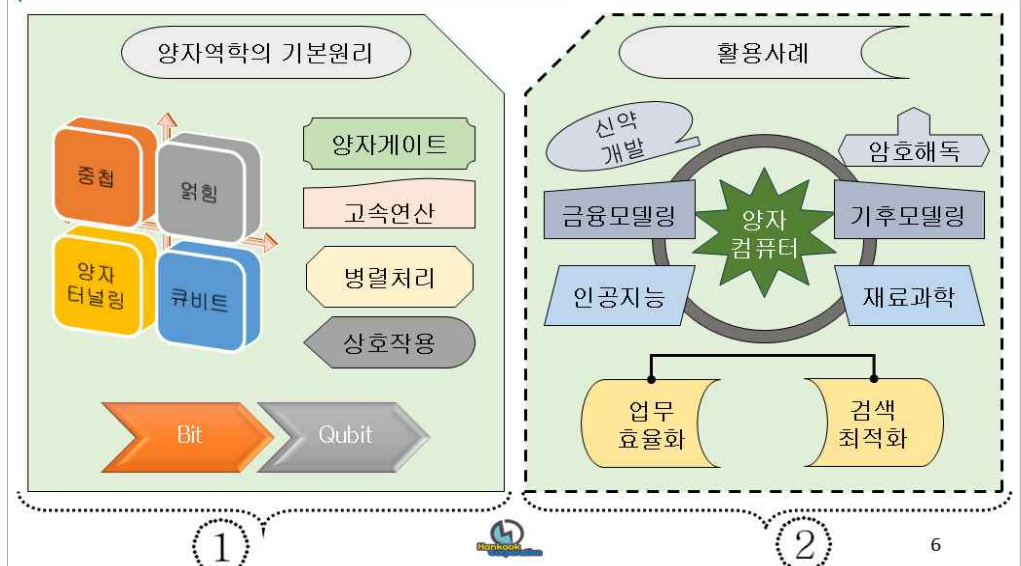 양자역학의 기본원리
중첩
얽힘
양자
터널링
큐비트
양자게이트
고속연산
병렬처리
상호작용
Bit
Qubit
활용사례
신약
개발
암호해독
금융모델링
양자
컴퓨터
기후모델링
인공지능
재료과학
업무
효율화
검색
최적화
1
2
Hankook
Corporation
6